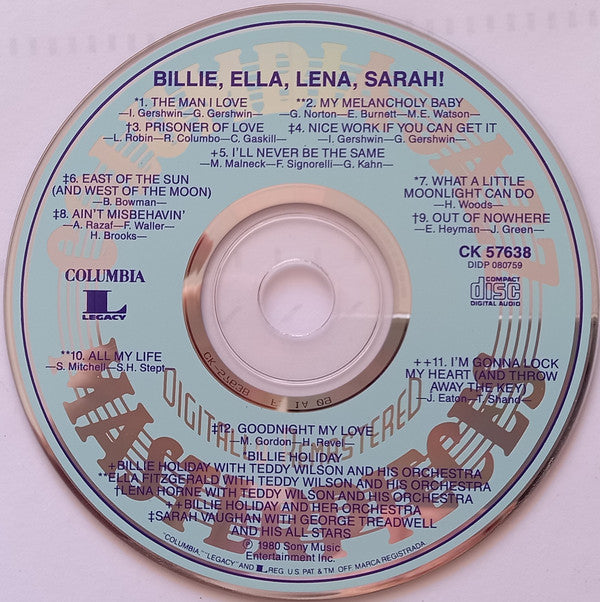 BILLIE, ELLA, LENA, SARAH!
*1. THE MAN I LOVE
—I. Gershwin—G. Gershwin—
**2. MY MELANCHOLY BABY
G. Norton—E. Burnett—M.E. Watson—
†3. PRISONER OF LOVE
—L. Robin—R. Columbo—C. Gaskill—
‡4. NICE WORK IF YOU CAN GET IT
—I. Gershwin—G. Gershwin—
+5. I'LL NEVER BE THE SAME
—M. Malneck—F. Signorelli—G. Kahn—
‡6. EAST OF THE SUN
(AND WEST OF THE MOON)
—B. Bowman—
*7. WHAT A LITTLE
MOONLIGHT CAN DO
—H. Woods—
‡8. AIN'T MISBEHAVIN'
—A. Razaf—F. Waller—
H. Brooks—
†9. OUT OF NOWHERE
—E. Heyman—J. Green—
CK 57638
DIDP 080759
COLUMBIA
L
LEGACY
COMPACT
disc
DIGITAL AUDIO
**10. ALL MY LIFE
—S. Mitchell—S.H. Stept—
++11. I'M GONNA LOCK
MY HEART (AND THROW
AWAY THE KEY)
—J. Eaton—T. Shand—
DIGITALLY REMASTERED
†12. GOODNIGHT MY LOVE
—M. Gordon—H. Revel—
*BILLIE HOLIDAY
+BILLIE HOLIDAY WITH TEDDY WILSON AND HIS ORCHESTRA
**ELLA FITZGERALD WITH TEDDY WILSON AND HIS ORCHESTRA
†LENA HORNE WITH TEDDY WILSON AND HIS ORCHESTRA
++BILLIE HOLIDAY AND HER ORCHESTRA
‡SARAH VAUGHAN WITH GEORGE TREADWELL
AND HIS ALL-STARS
℗ 1980 Sony Music
Entertainment Inc.
"COLUMBIA," "LEGACY" AND L REG. U.S. PAT. & TM. OFF. MARCA REGISTRADA